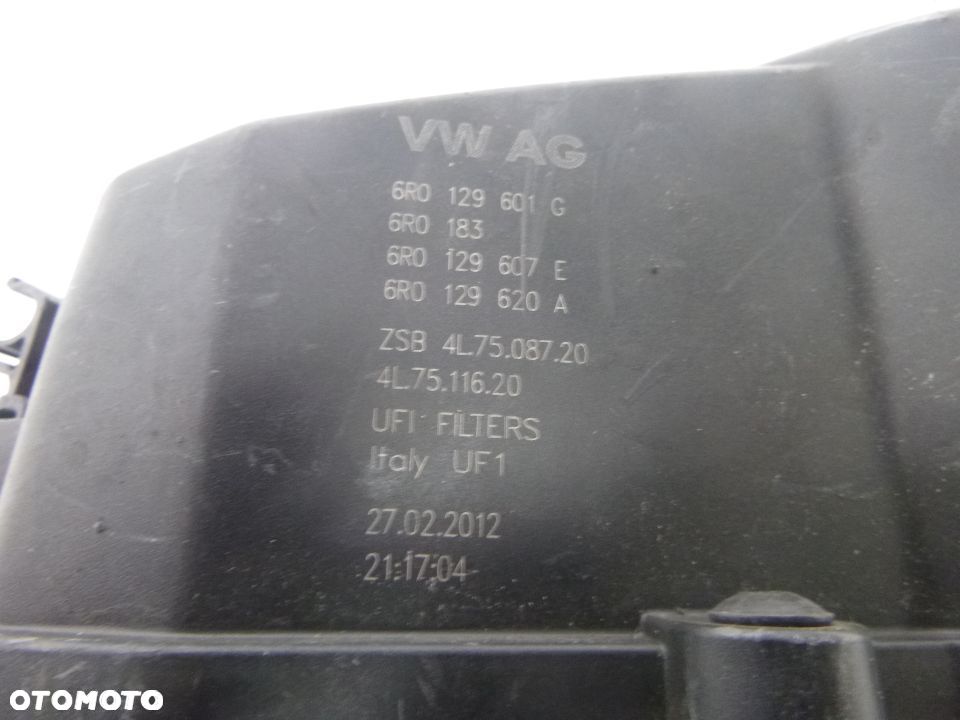 VW AG
6R0 129 601 G
6R0 183
6R0 129 607 E
6R0 129 620 A
ZSB 4L.75.087.20
4L.75.116.20
UFI FILTERS
Italy UF1
27.02.2012
21:17:04
OTOMOTO